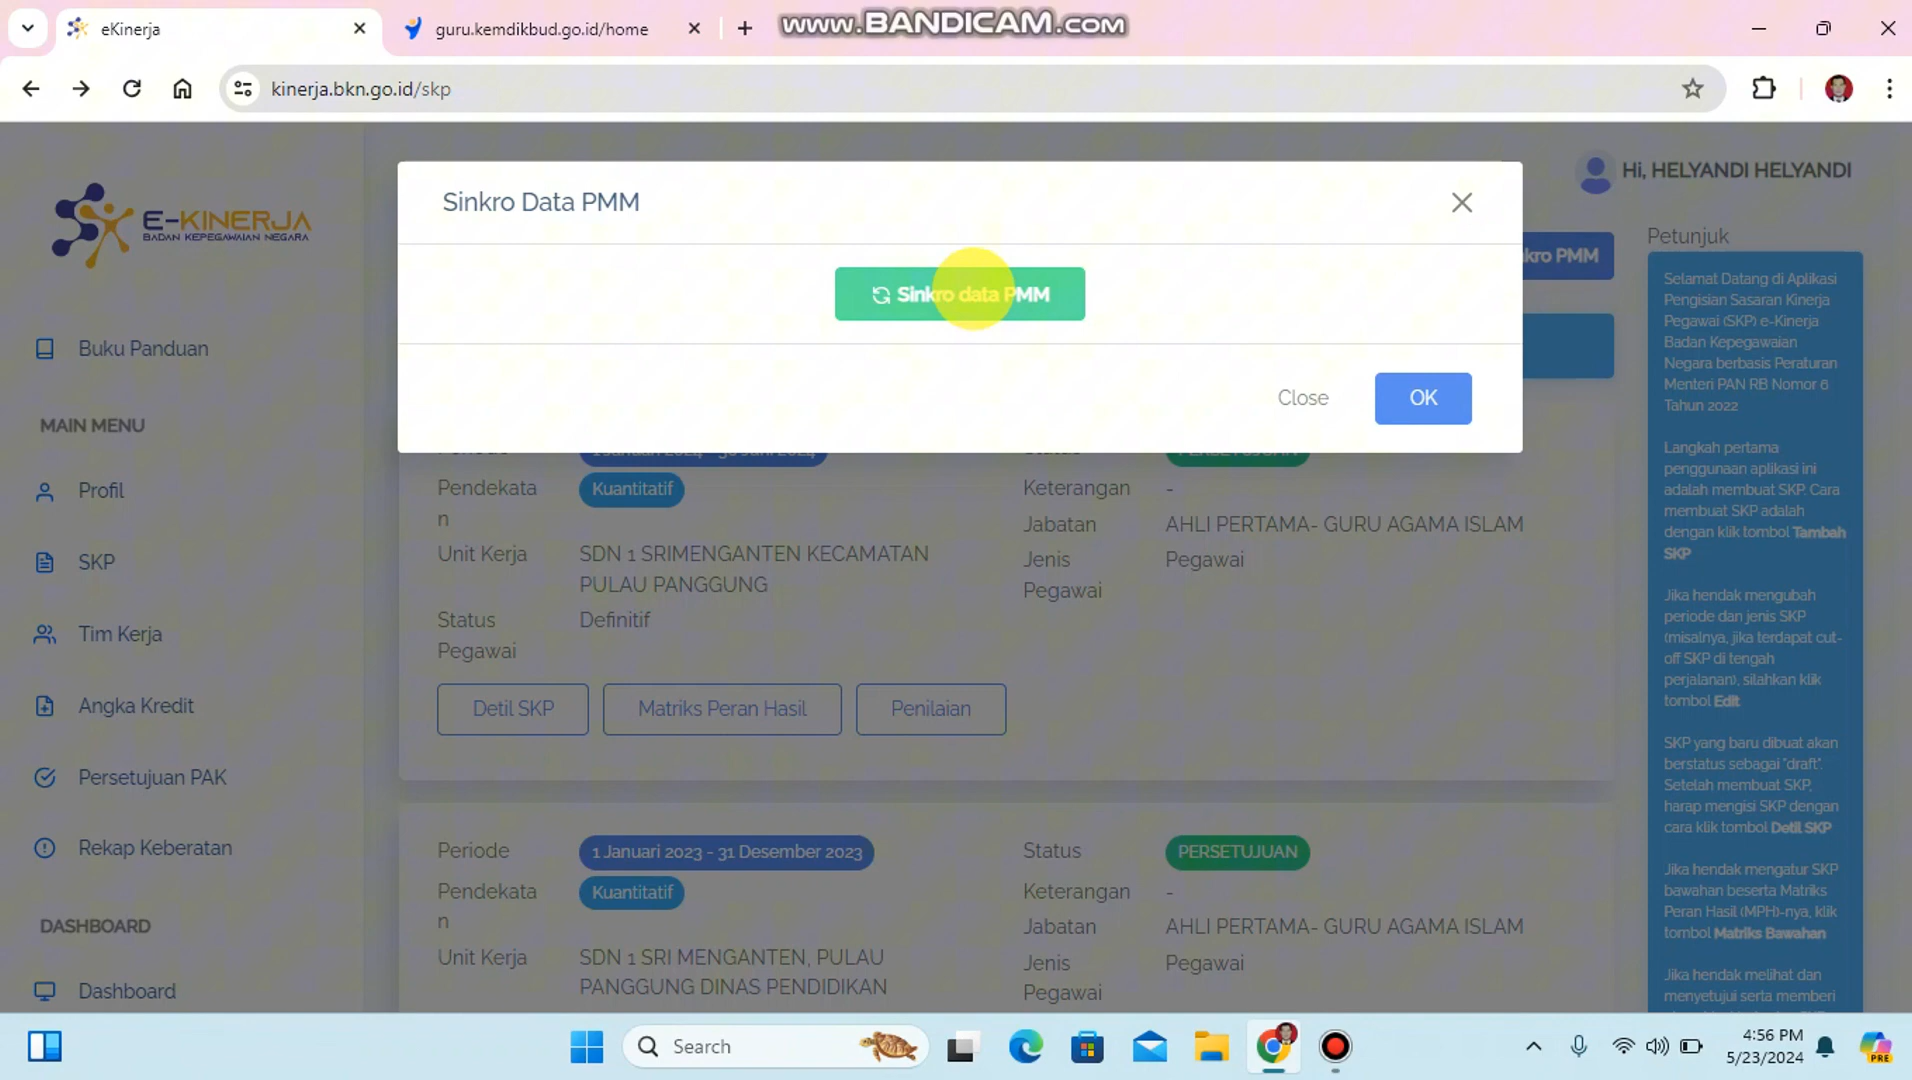 eKinerja
guru.kemdikbud.go.id/home
www.BANDICAM.com
kinerja.bkn.go.id/skp
E-KINERJA
BADAN KEPEGAWAIAN NEGARA
Buku Panduan
MAIN MENU
Profil
SKP
Tim Kerja
Angka Kredit
Persetujuan PAK
Rekap Keberatan
DASHBOARD
Dashboard
Sinkro Data PMM
Sinkro data PMM
Close
OK
Hi, HELYANDI HELYANDI
kro PMM
Pendekata
n
Kuantitatif
Unit Kerja
SDN 1 SRIMENGANTEN KECAMATAN
PULAU PANGGUNG
Status
Pegawai
Definitif
Keterangan
-
Jabatan
AHLI PERTAMA- GURU AGAMA ISLAM
Jenis
Pegawai
Pegawai
Detil SKP
Matriks Peran Hasil
Penilaian
Periode
1 Januari 2023 - 31 Desember 2023
Status
PERSETUJUAN
Pendekata
n
Kuantitatif
Keterangan
-
Unit Kerja
SDN 1 SRI MENGANTEN, PULAU
PANGGUNG DINAS PENDIDIKAN
Jabatan
AHLI PERTAMA- GURU AGAMA ISLAM
Jenis
Pegawai
Pegawai
Petunjuk
Selamat Datang di Aplikasi
Pengisian Sasaran Kinerja
Pegawai (SKP) e-Kinerja
Badan Kepegawaian
Negara berbasis Peraturan
Menteri PAN RB Nomor 6
Tahun 2022
Langkah pertama
penggunaan aplikasi ini
adalah membuat SKP. Cara
membuat SKP adalah
dengan klik tombol Tambah
SKP
Jika hendak mengubah
periode dan jenis SKP
(misalnya, jika terdapat cut-
off SKP di tengah
perjalanan), silahkan klik
tombol Edit
SKP yang baru dibuat akan
berstatus sebagai "draft".
Setelah membuat SKP,
harap mengisi SKP dengan
cara klik tombol Detil SKP
Jika hendak mengatur SKP
bawahan beserta Matriks
Peran Hasil (MPH)-nya, klik
tombol Matriks Bawahan
Jika hendak melihat dan
menyetujui serta memberi
Search
4:56 PM
5/23/2024
PRE